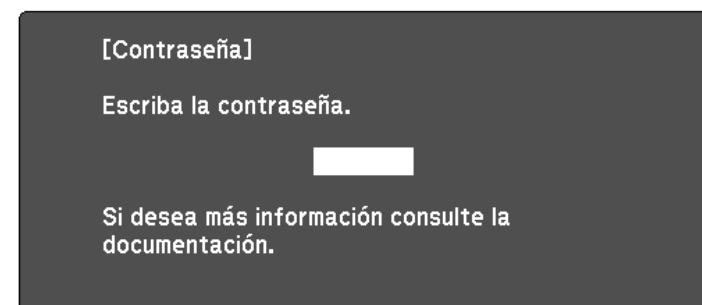 [Contraseña]
Escriba la contraseña.
Si desea más información consulte la
documentación.